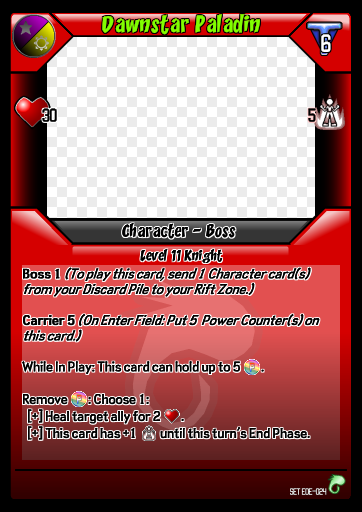 Dawnstar Paladin
6
30
5
Character - Boss
Level 11 Knight
Boss 1 (To play this card, send 1 Character card(s)
from your Discard Pile to your Rift Zone.)
Carrier 5 (On Enter Field: Put 5 Power Counter(s) on
this card.)
While In Play: This card can hold up to 5 .
Remove : Choose 1:
[+] Heal target ally for 2 .
[+] This card has +1 until this turn's End Phase.
SET EOE-024